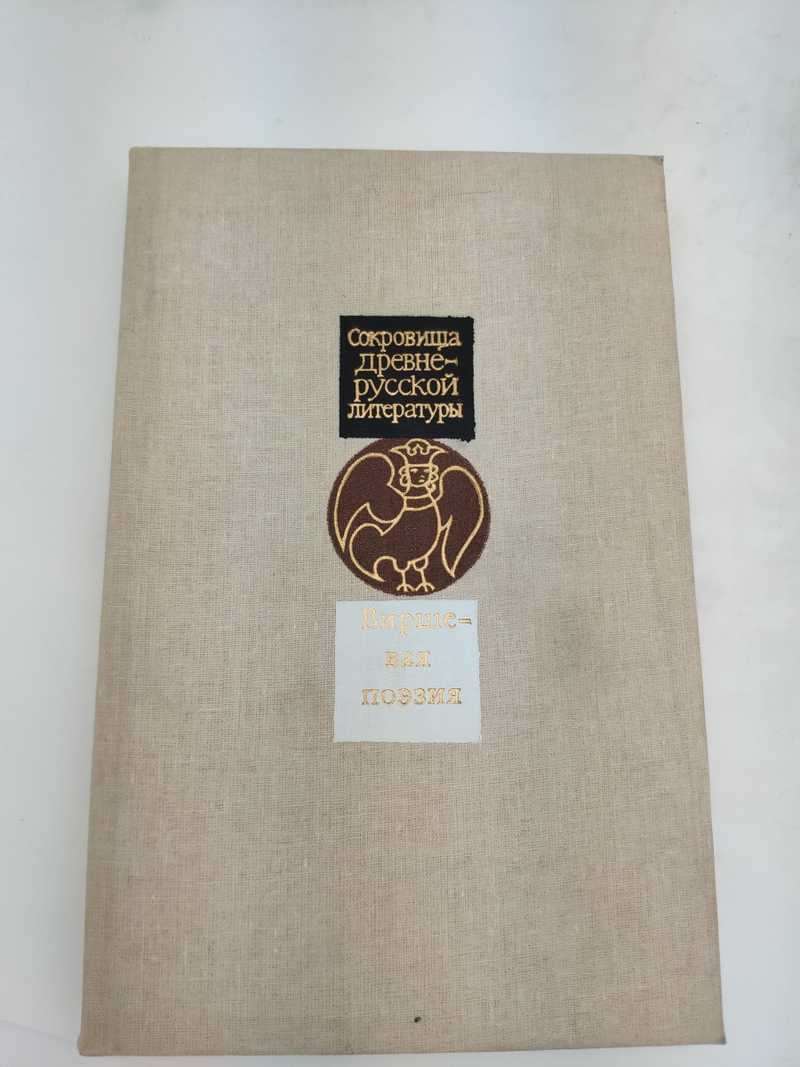 Сокровища
древне-
русской
литературы
Вирше-
вая
поэзия